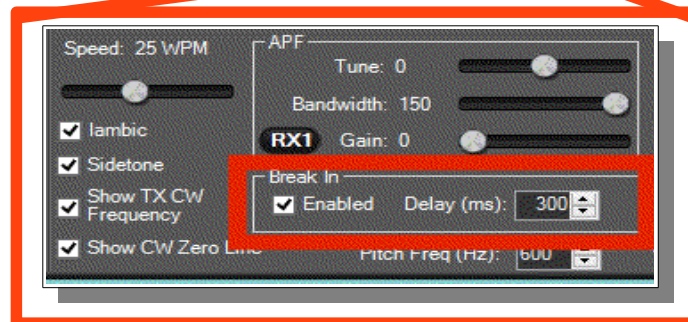 Speed: 25 WPM
Iambic
Sidetone
Show TX CW
Frequency
Show CW Zero Line
APF
Tune: 0
Bandwidth: 150
RX1 Gain: 0
Break In
Enabled Delay (ms): 300
Pitch Freq (Hz): 600